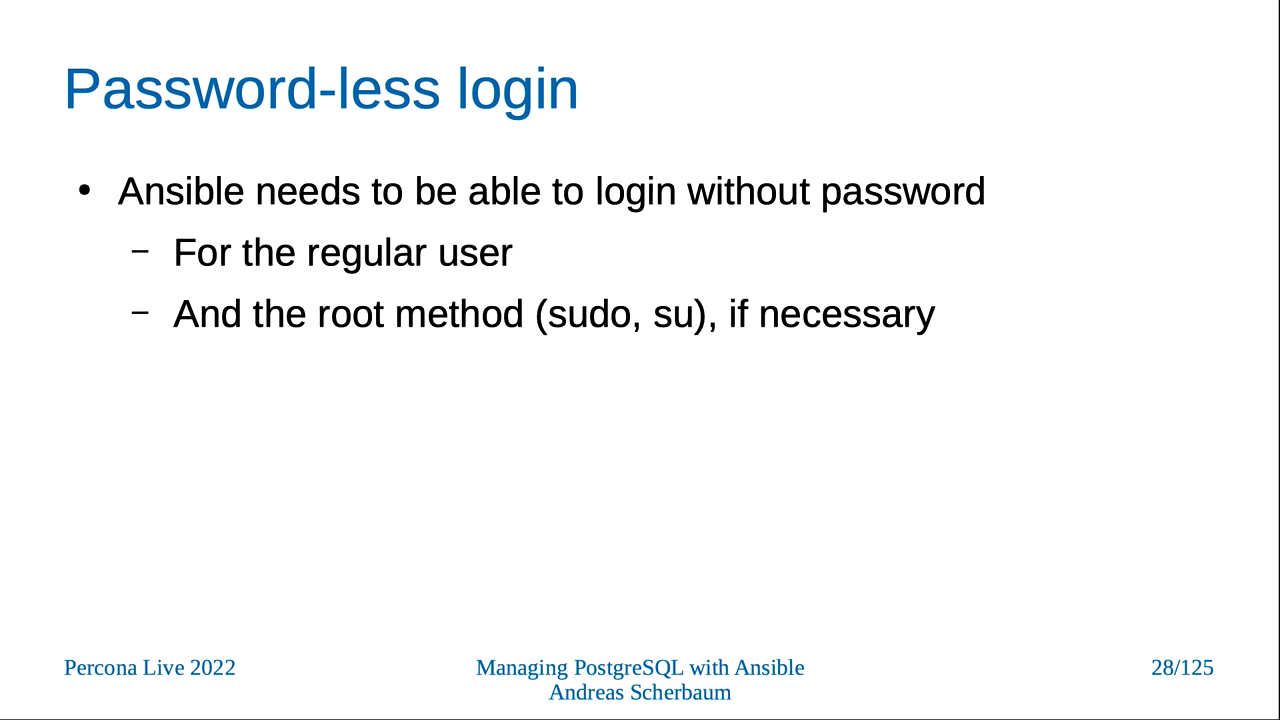 Password-less login
• Ansible needs to be able to login without password
– For the regular user
– And the root method (sudo, su), if necessary
Percona Live 2022
Managing PostgreSQL with Ansible
Andreas Scherbaum
28/125